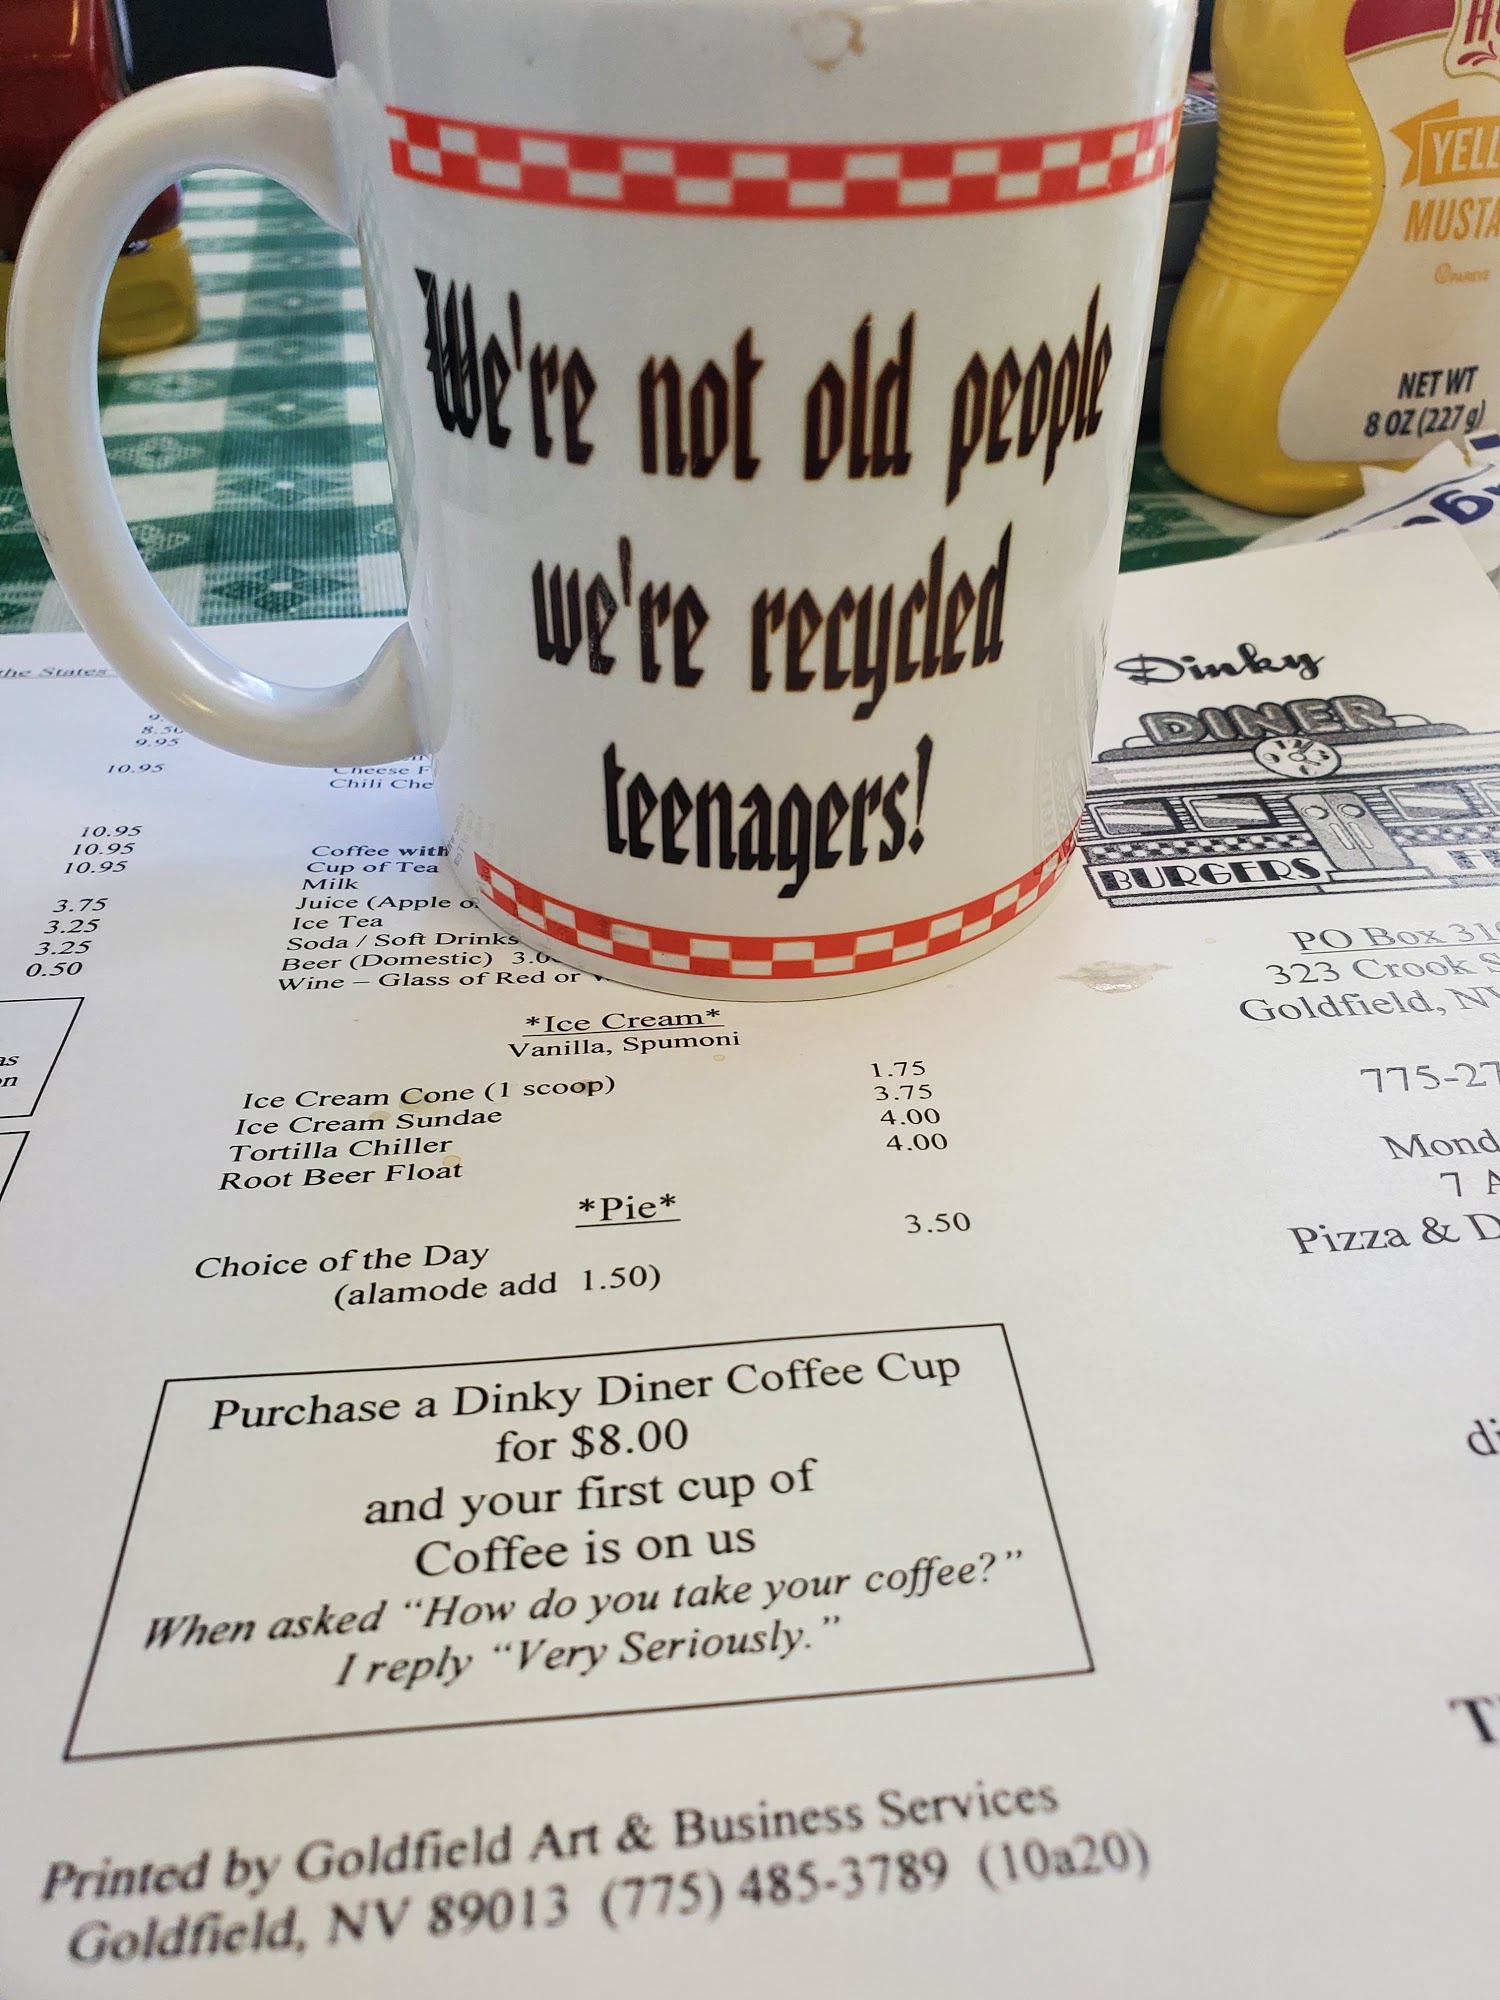 We're not old people
we're recycled
teenagers!
YELL
MUSTA
NET WT
8 OZ (227 g)
the States
8.50
9.95
10.95
10.95
10.95
10.95
3.75
3.25
3.25
0.50
Cheese F
Chili Che
Coffee with
Cup of Tea
Milk
Juice (Apple o
Ice Tea
Soda / Soft Drinks
Beer (Domestic) 3.0
Wine – Glass of Red or
*Ice Cream*
Vanilla, Spumoni
Ice Cream Cone (1 scoop) 1.75
Ice Cream Sundae 3.75
Tortilla Chiller 4.00
Root Beer Float 4.00
*Pie*
Choice of the Day 3.50
(alamode add 1.50)
Purchase a Dinky Diner Coffee Cup
for $8.00
and your first cup of
Coffee is on us
When asked “How do you take your coffee?”
I reply “Very Seriously.”
Printed by Goldfield Art & Business Services
Goldfield, NV 89013 (775) 485-3789 (10a20)
Dinky
DINER
BURGERS
PO Box 31
323 Crook S
Goldfield, NV
775-27
Mond
7 A
Pizza & D
di
T